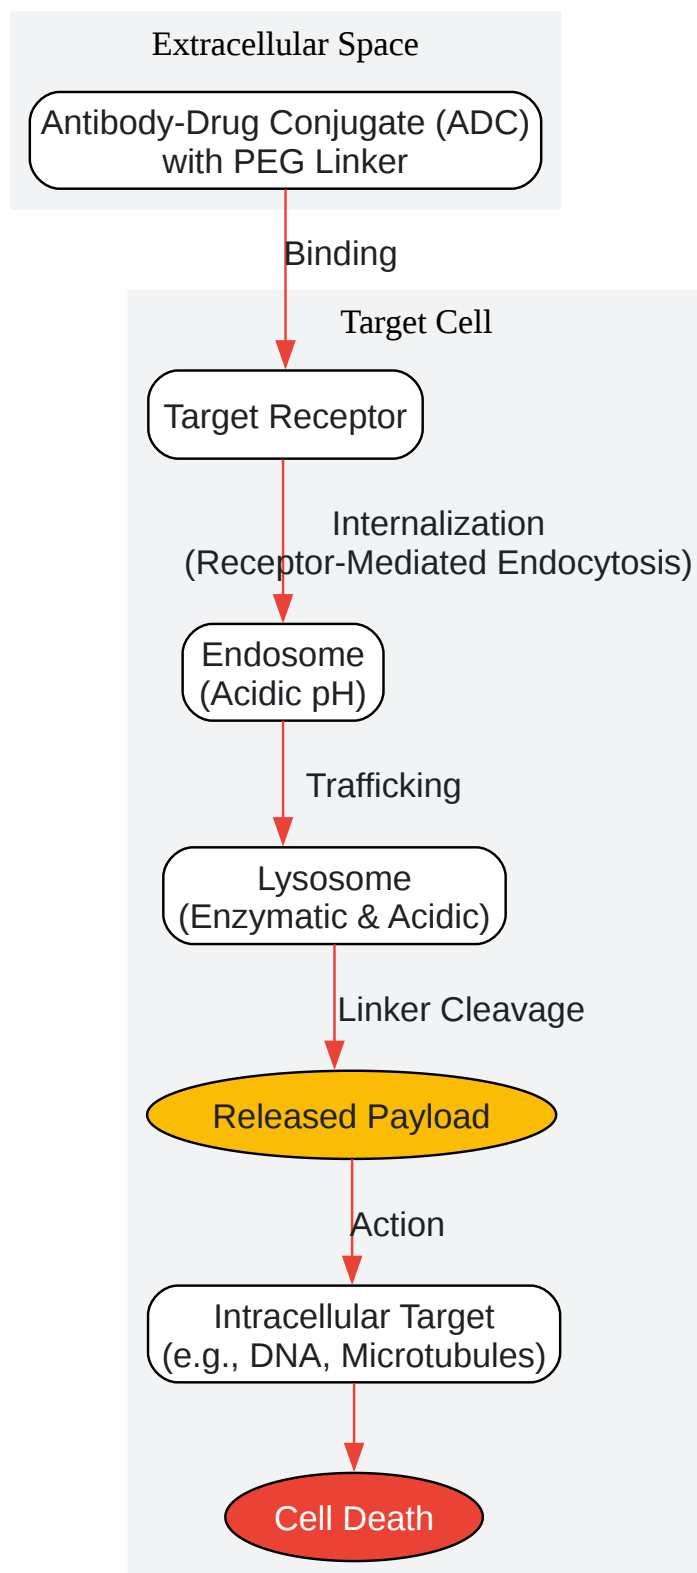 Extracellular Space
Antibody-Drug Conjugate (ADC)
with PEG Linker
Binding
Target Cell
Target Receptor
Internalization
(Receptor-Mediated Endocytosis)
Endosome
(Acidic pH)
Trafficking
Lysosome
(Enzymatic & Acidic)
Linker Cleavage
Released Payload
Action
Intracellular Target
(e.g., DNA, Microtubules)
Cell Death